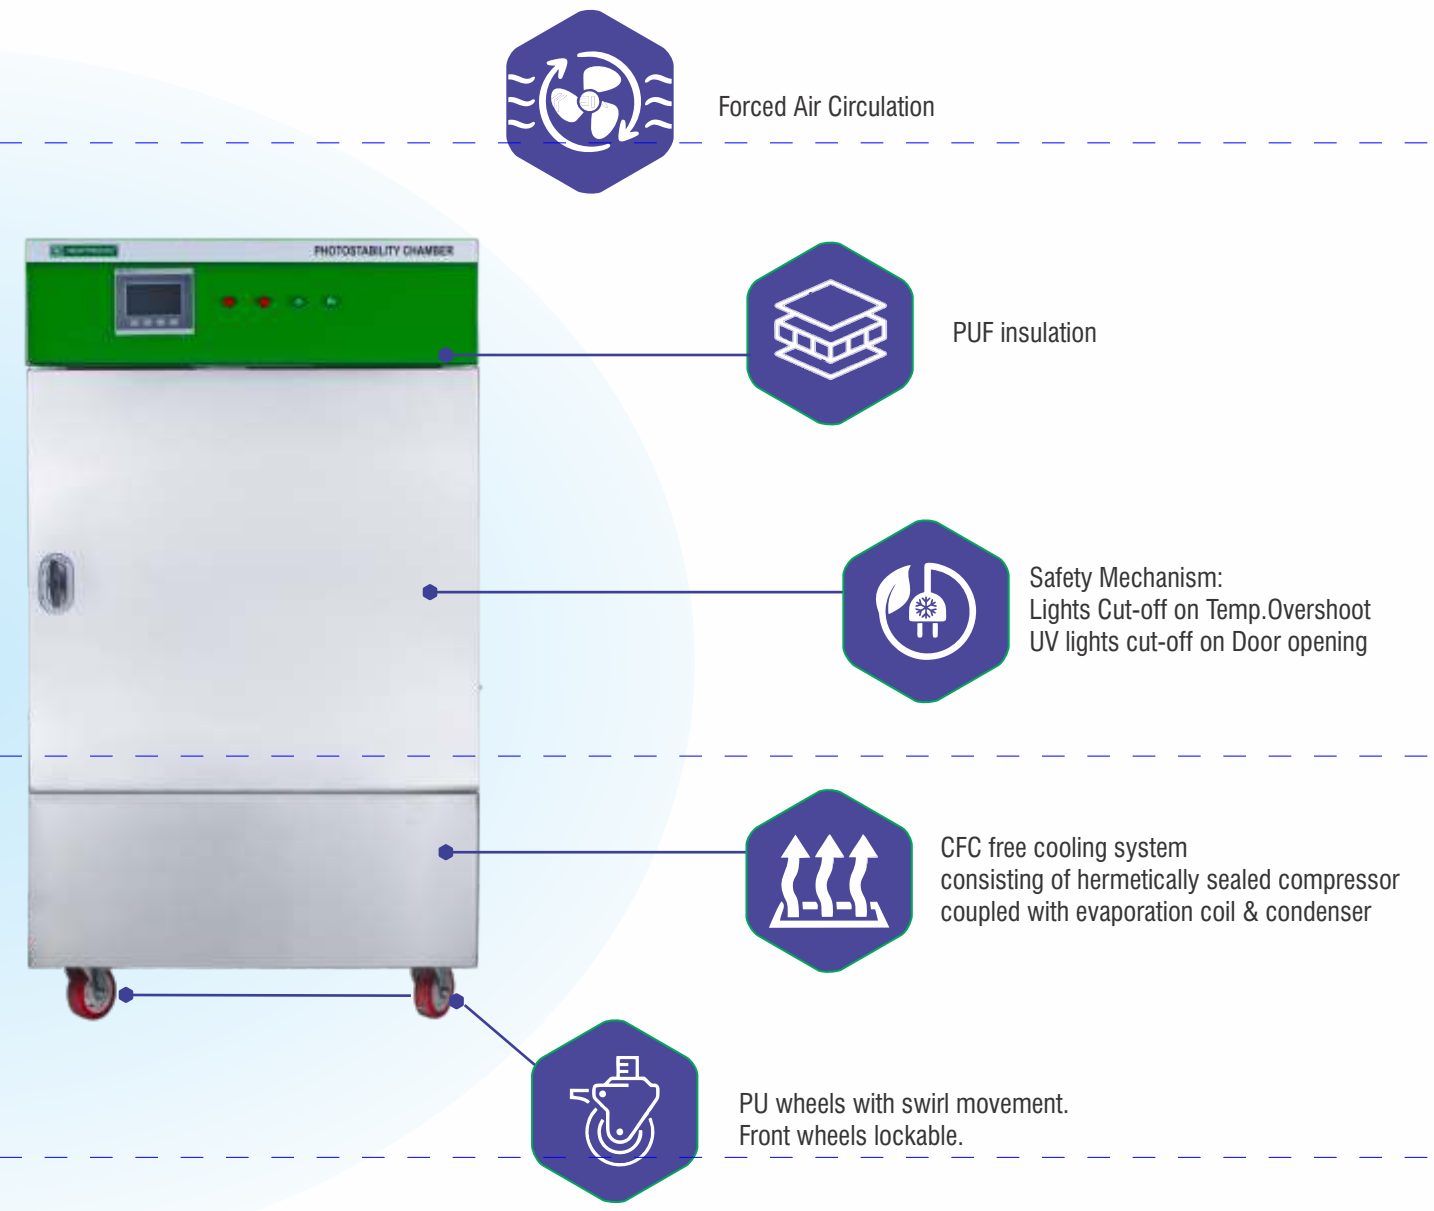 Forced Air Circulation
PHOTOSTABILITY CHAMBER
PUF insulation
Safety Mechanism:
Lights Cut-off on Temp.Overshoot
UV lights cut-off on Door opening
CFC free cooling system
consisting of hermetically sealed compressor
coupled with evaporation coil & condenser
PU wheels with swirl movement.
Front wheels lockable.